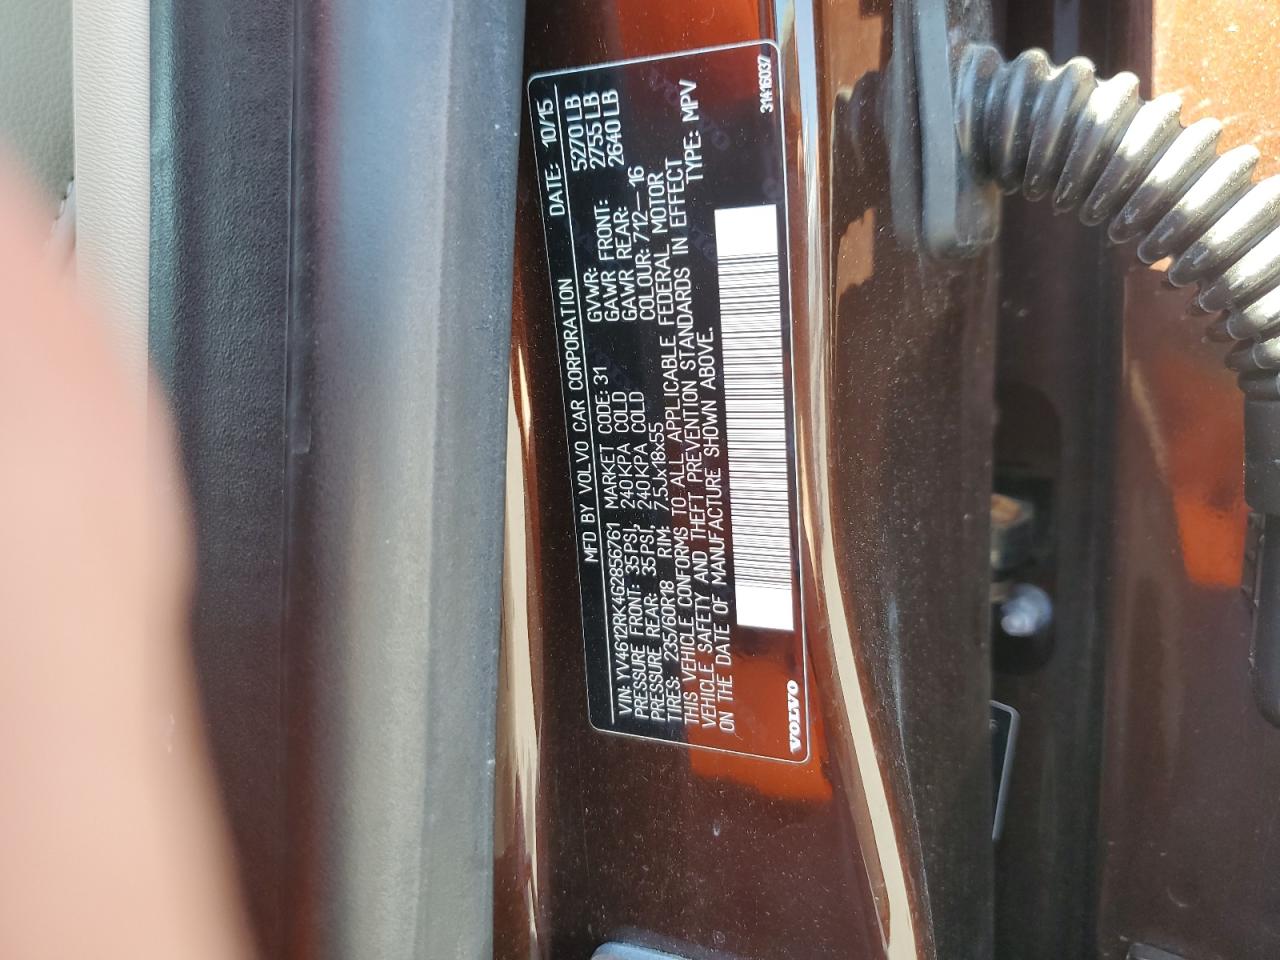 MFD BY VOLVO CAR CORPORATION DATE: 10/15
VIN: YV4612RK4G2856761 MARKET CODE: 31 GVWR: 5270 LB
PRESSURE FRONT: 35PSI, 240 KPA COLD GAWR FRONT: 2755 LB
PRESSURE REAR: 35PSI, 240 KPA COLD GAWR REAR: 2640 LB
TIRES: 235/60R18 RIM: 7.5Jx18x55 COLOUR: 712—16
THIS VEHICLE CONFORMS TO ALL APPLICABLE FEDERAL MOTOR
VEHICLE SAFETY AND THEFT PREVENTION STANDARDS IN EFFECT
ON THE DATE OF MANUFACTURE SHOWN ABOVE. TYPE: MPV
VOLVO 31416037